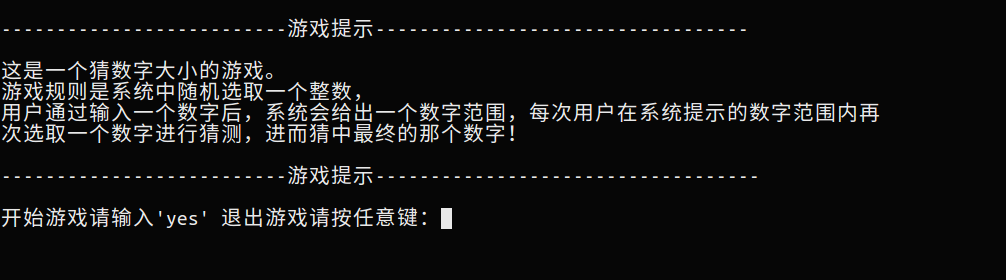 --------------------------游戏提示----------------------------------
这是一个猜数字大小的游戏。
游戏规则是系统中随机选取一个整数，
用户通过输入一个数字后，系统会给出一个数字范围，每次用户在系统提示的数字范围内再
次选取一个数字进行猜测，进而猜中最终的那个数字！
--------------------------游戏提示-----------------------------------
开始游戏请输入'yes' 退出游戏请按任意键：